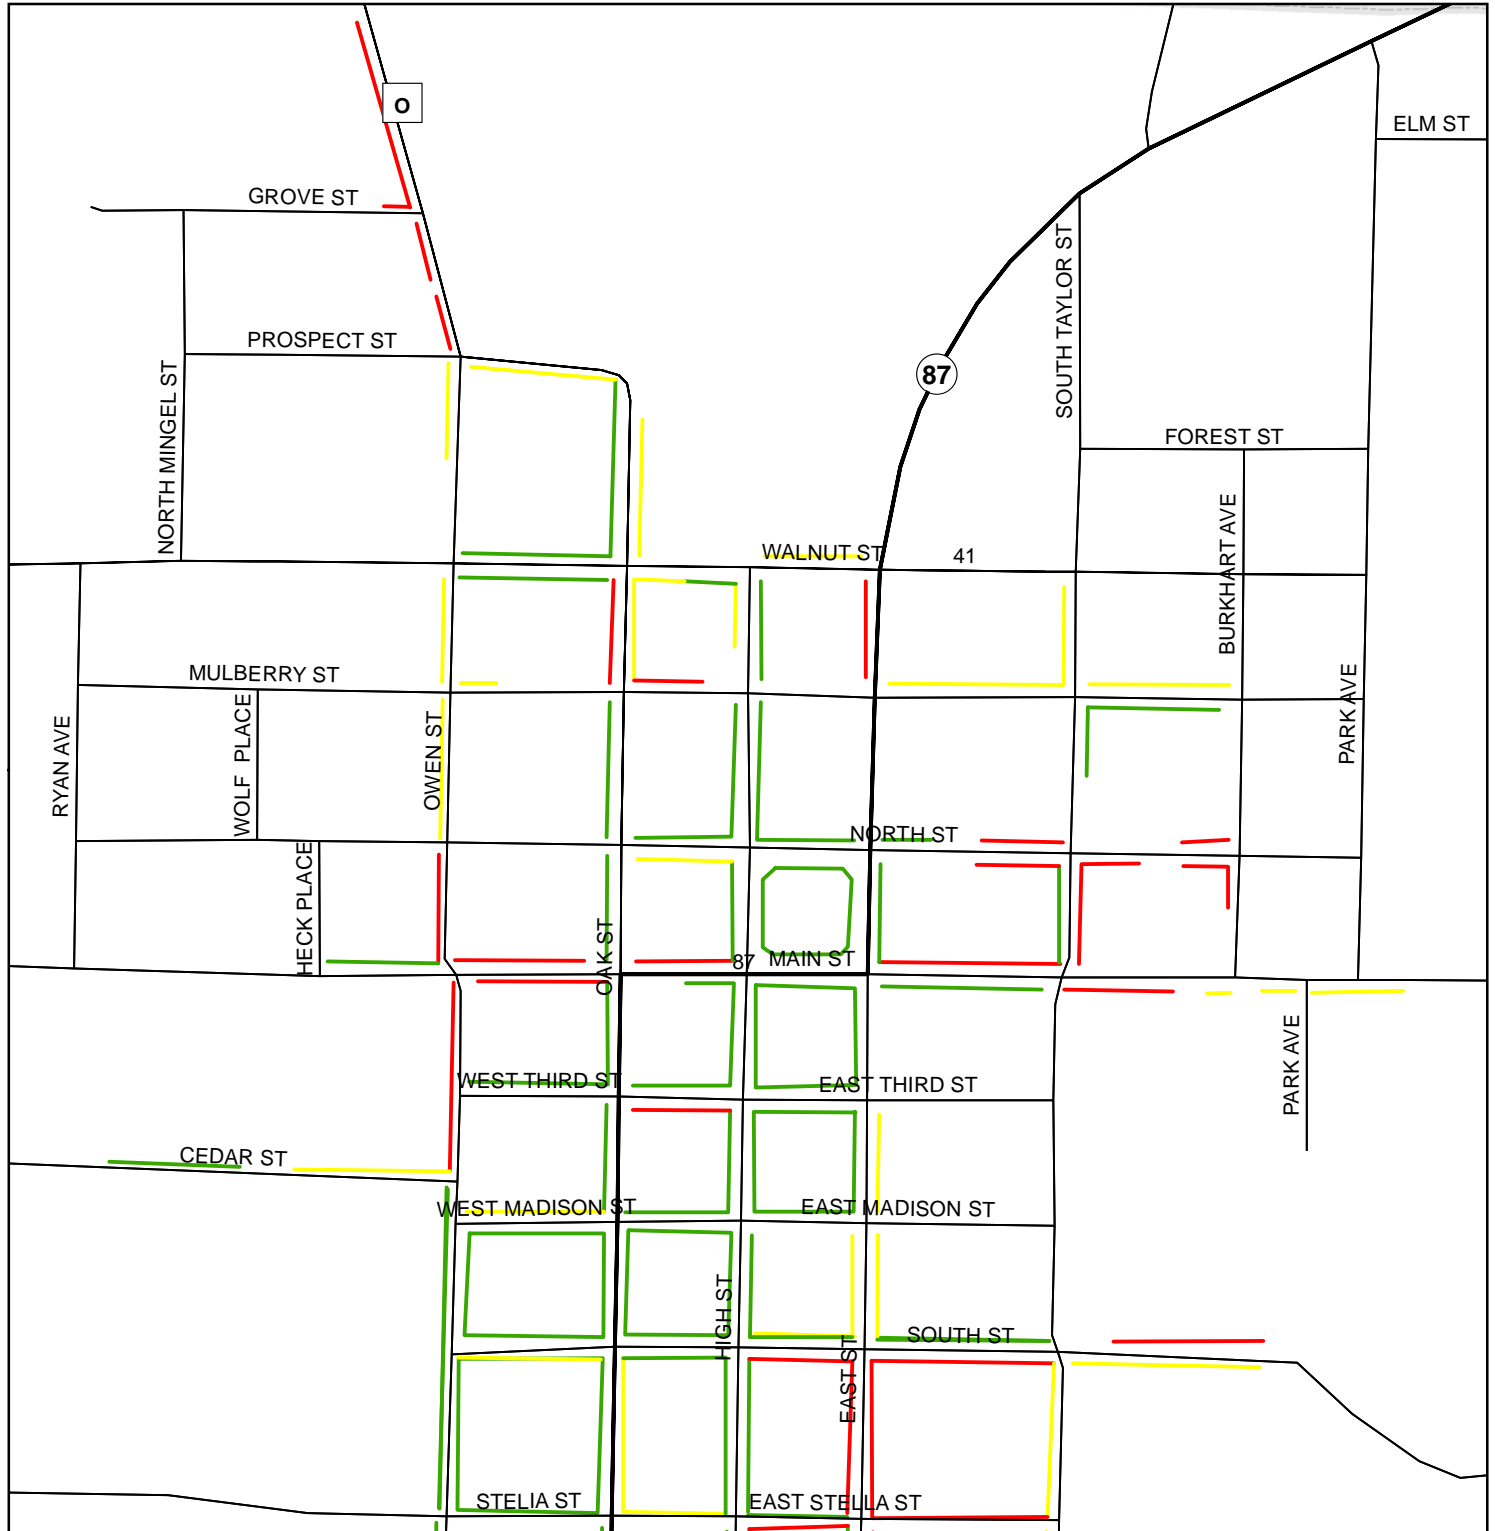 O
ELM ST
GROVE ST
SOUTH TAYLOR ST
PROSPECT ST
87
NORTH MINGEL ST
FOREST ST
BURKHART AVE
WALNUT ST
41
MULBERRY ST
PARK AVE
WOLF PLACE
OWEN ST
RYAN AVE
NORTH ST
HECK PLACE
OAK ST
87
MAIN ST
PARK AVE
WEST THIRD ST
EAST THIRD ST
CEDAR ST
WEST MADISON ST
EAST MADISON ST
HIGH ST
SOUTH ST
EAST ST
STELIA ST
EAST STELLA ST